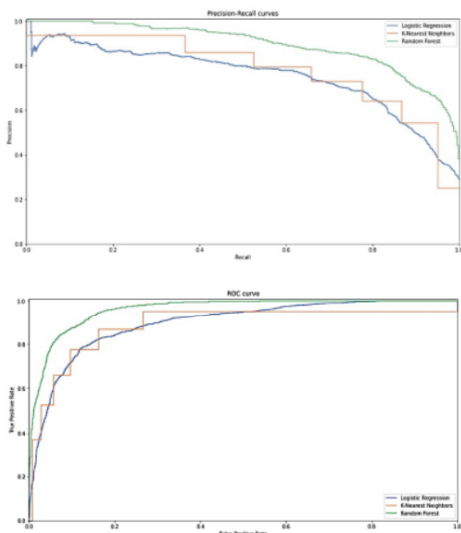 Precision-Recall curves
Logistic Regression
K-Nearest Neighbors
Random Forest
Precision
1.0
0.8
0.6
0.4
0.2
0.0
0.0 0.2 0.4 0.6 0.8 1.0
Recall
ROC curve
True Positive Rate
1.0
0.8
0.6
0.4
0.2
0.0
Logistic Regression
K-Nearest Neighbors
Random Forest
0.0 0.2 0.4 0.6 0.8 1.0